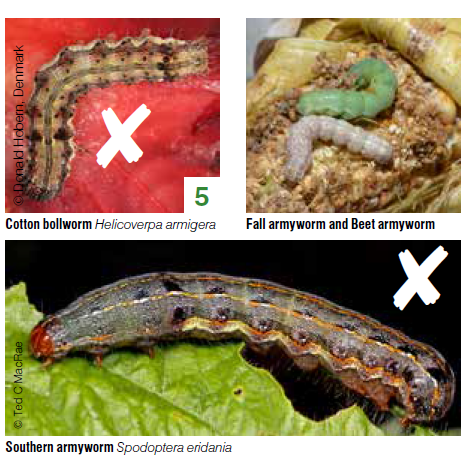 © Donald Hobern, Denmark
5
Cotton bollworm Helicoverpa armigera
Fall armyworm and Beet armyworm
© Ted C MacRae
Southern armyworm Spodoptera eridania